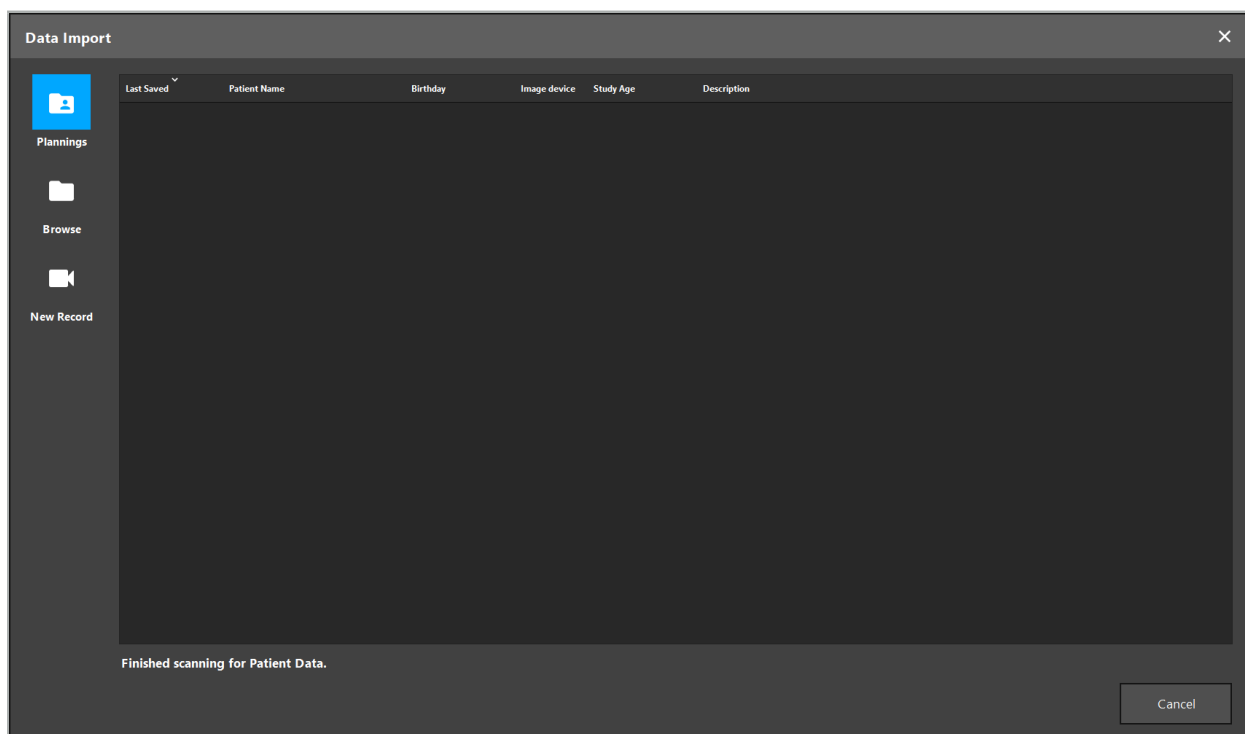 Data Import
Last Saved Patient Name Birthday Image device Study Age Description
Plannings
Browse
New Record
Finished scanning for Patient Data.
Cancel